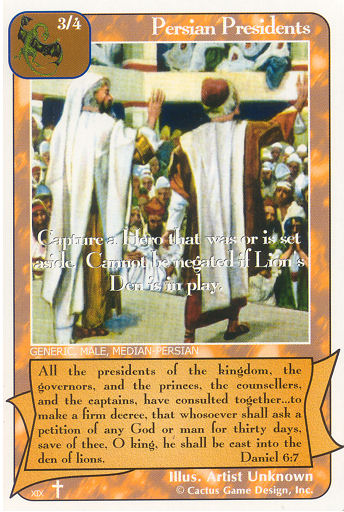 3/4
Persian Presidents
Capture a Hero that was or is set
aside. Cannot be negated if Lion's
Den is in play.
GENERIC, MALE, MEDIAN-PERSIAN
All the presidents of the kingdom, the
governors, and the princes, the counsellers,
and the captains, have consulted together...to
make a firm decree, that whosoever shall ask a
petition of any God or man for thirty days,
save of thee, O king, he shall be cast into the
den of lions. Daniel 6:7
Illus. Artist Unknown
XIX
© Cactus Game Design, Inc.